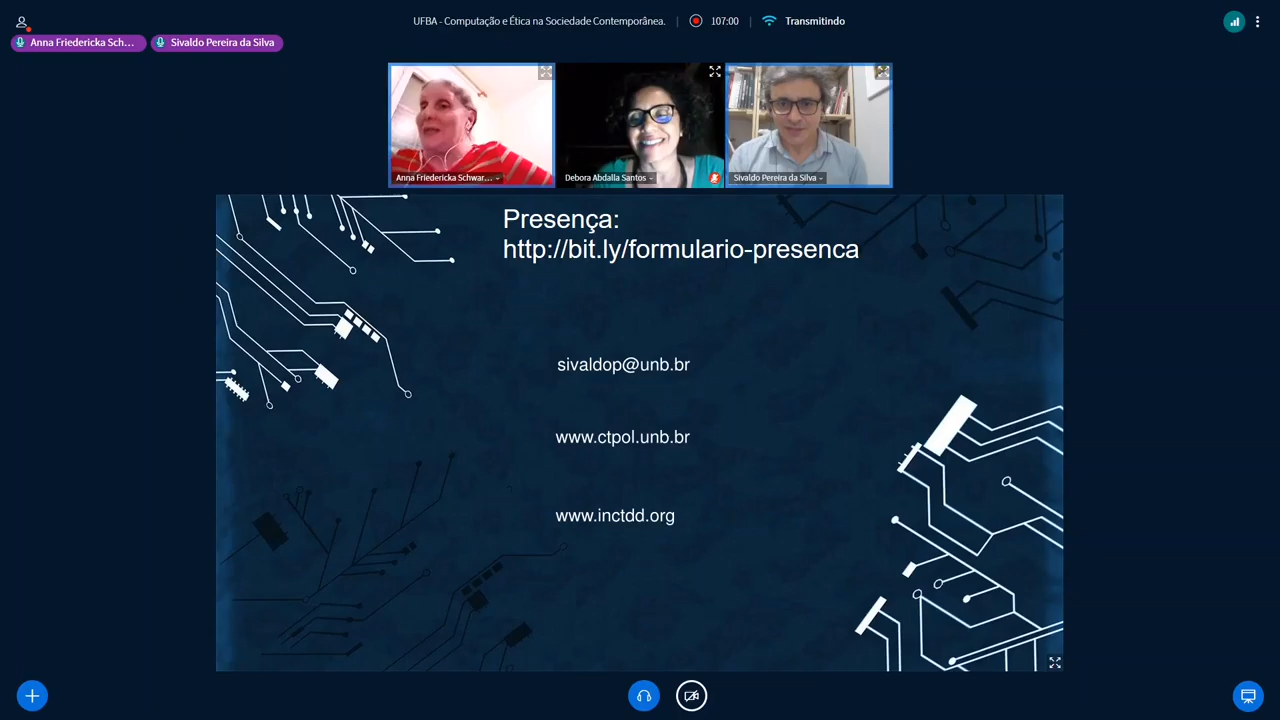 UFBA - Computação e Ética na Sociedade Contemporânea.
107:00
Transmitindo
Anna Friedericka Sch...
Sivaldo Pereira da Silva
Anna Friedericka Schwar...
Debora Abdalla Santos
Sivaldo Pereira da Silva
Presença:
http://bit.ly/formulario-presenca
sivaldop@unb.br
www.ctpol.unb.br
www.inctdd.org